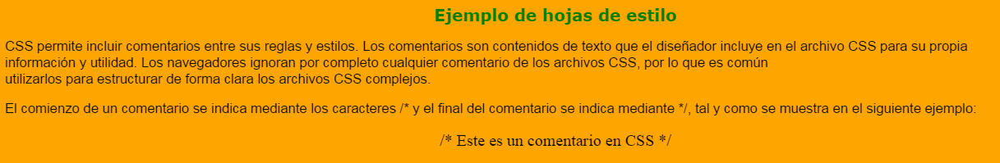 Ejemplo de hojas de estilo
CSS permite incluir comentarios entre sus reglas y estilos. Los comentarios son contenidos de texto que el diseñador incluye en el archivo CSS para su propia
información y utilidad. Los navegadores ignoran por completo cualquier comentario de los archivos CSS, por lo que es común
utilizarlos para estructurar de forma clara los archivos CSS complejos.
El comienzo de un comentario se indica mediante los caracteres /* y el final del comentario se indica mediante */, tal y como se muestra en el siguiente ejemplo:
/* Este es un comentario en CSS */